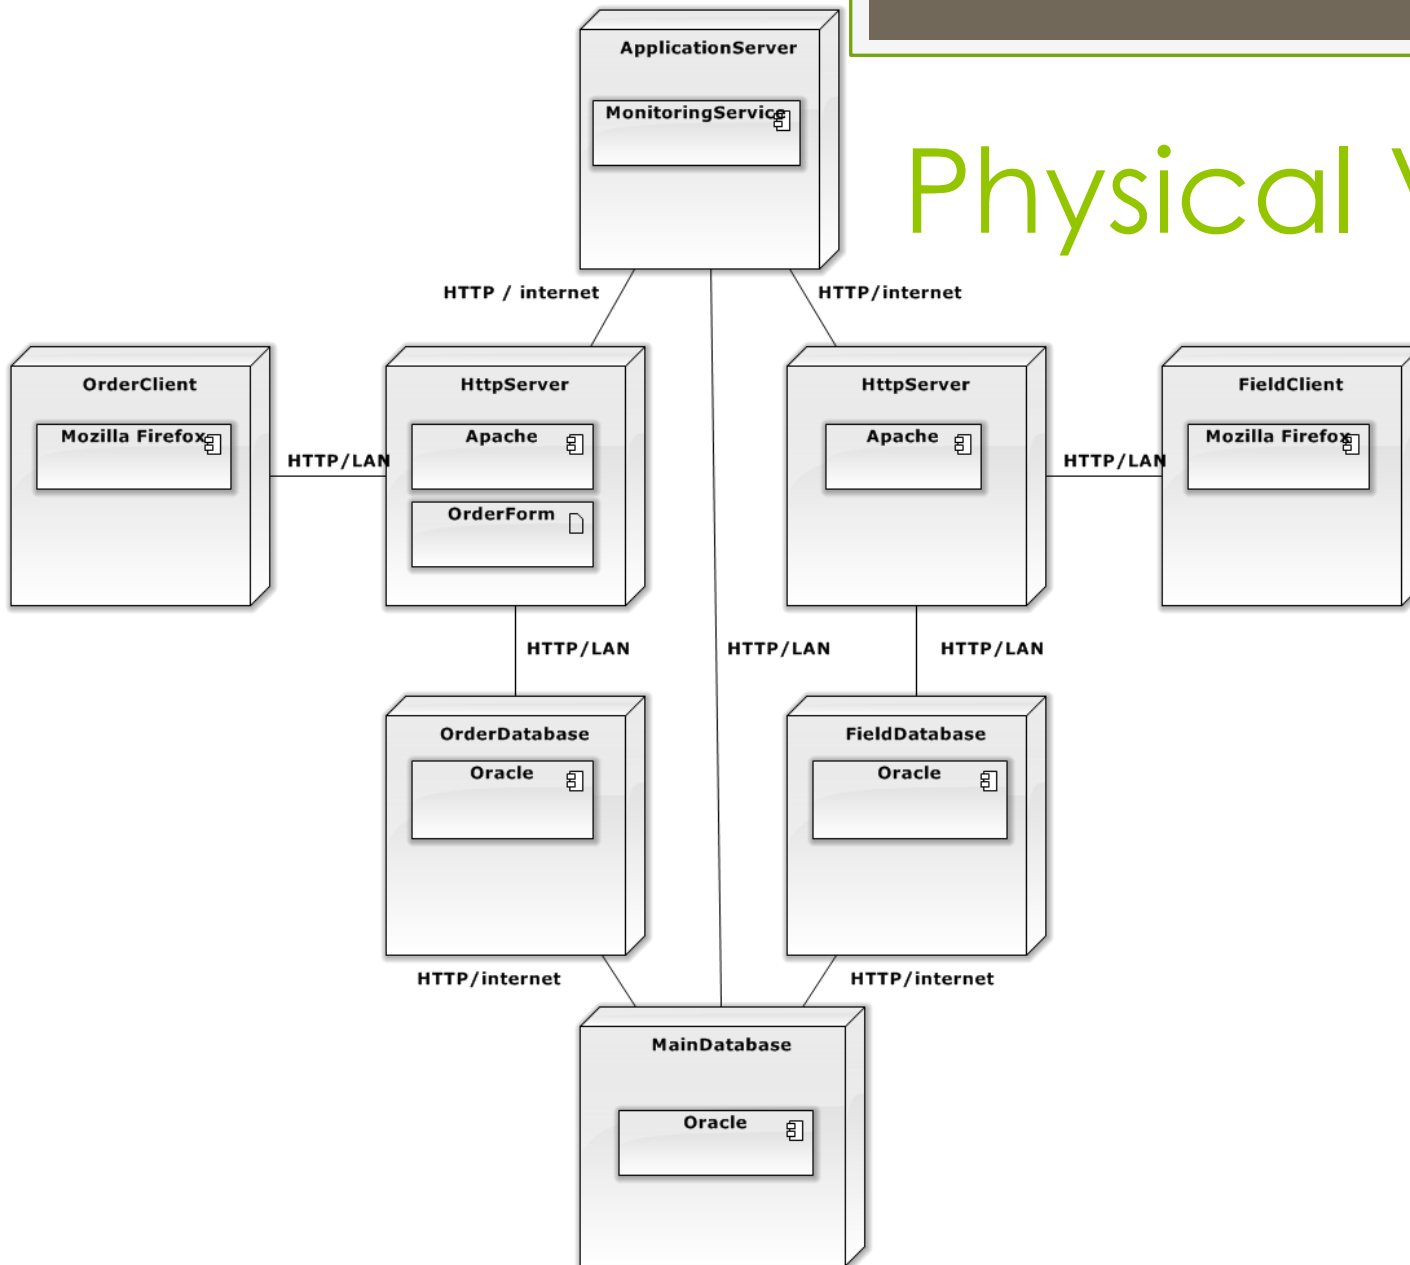 ApplicationServer
MonitoringService
Physical
HTTP / internet
HTTP/internet
OrderClient
Mozilla Firefox
HTTP/LAN
HttpServer
Apache
OrderForm
HttpServer
Apache
HTTP/LAN
FieldClient
Mozilla Firefox
HTTP/LAN
HTTP/LAN
HTTP/LAN
OrderDatabase
Oracle
FieldDatabase
Oracle
HTTP/internet
HTTP/internet
MainDatabase
Oracle